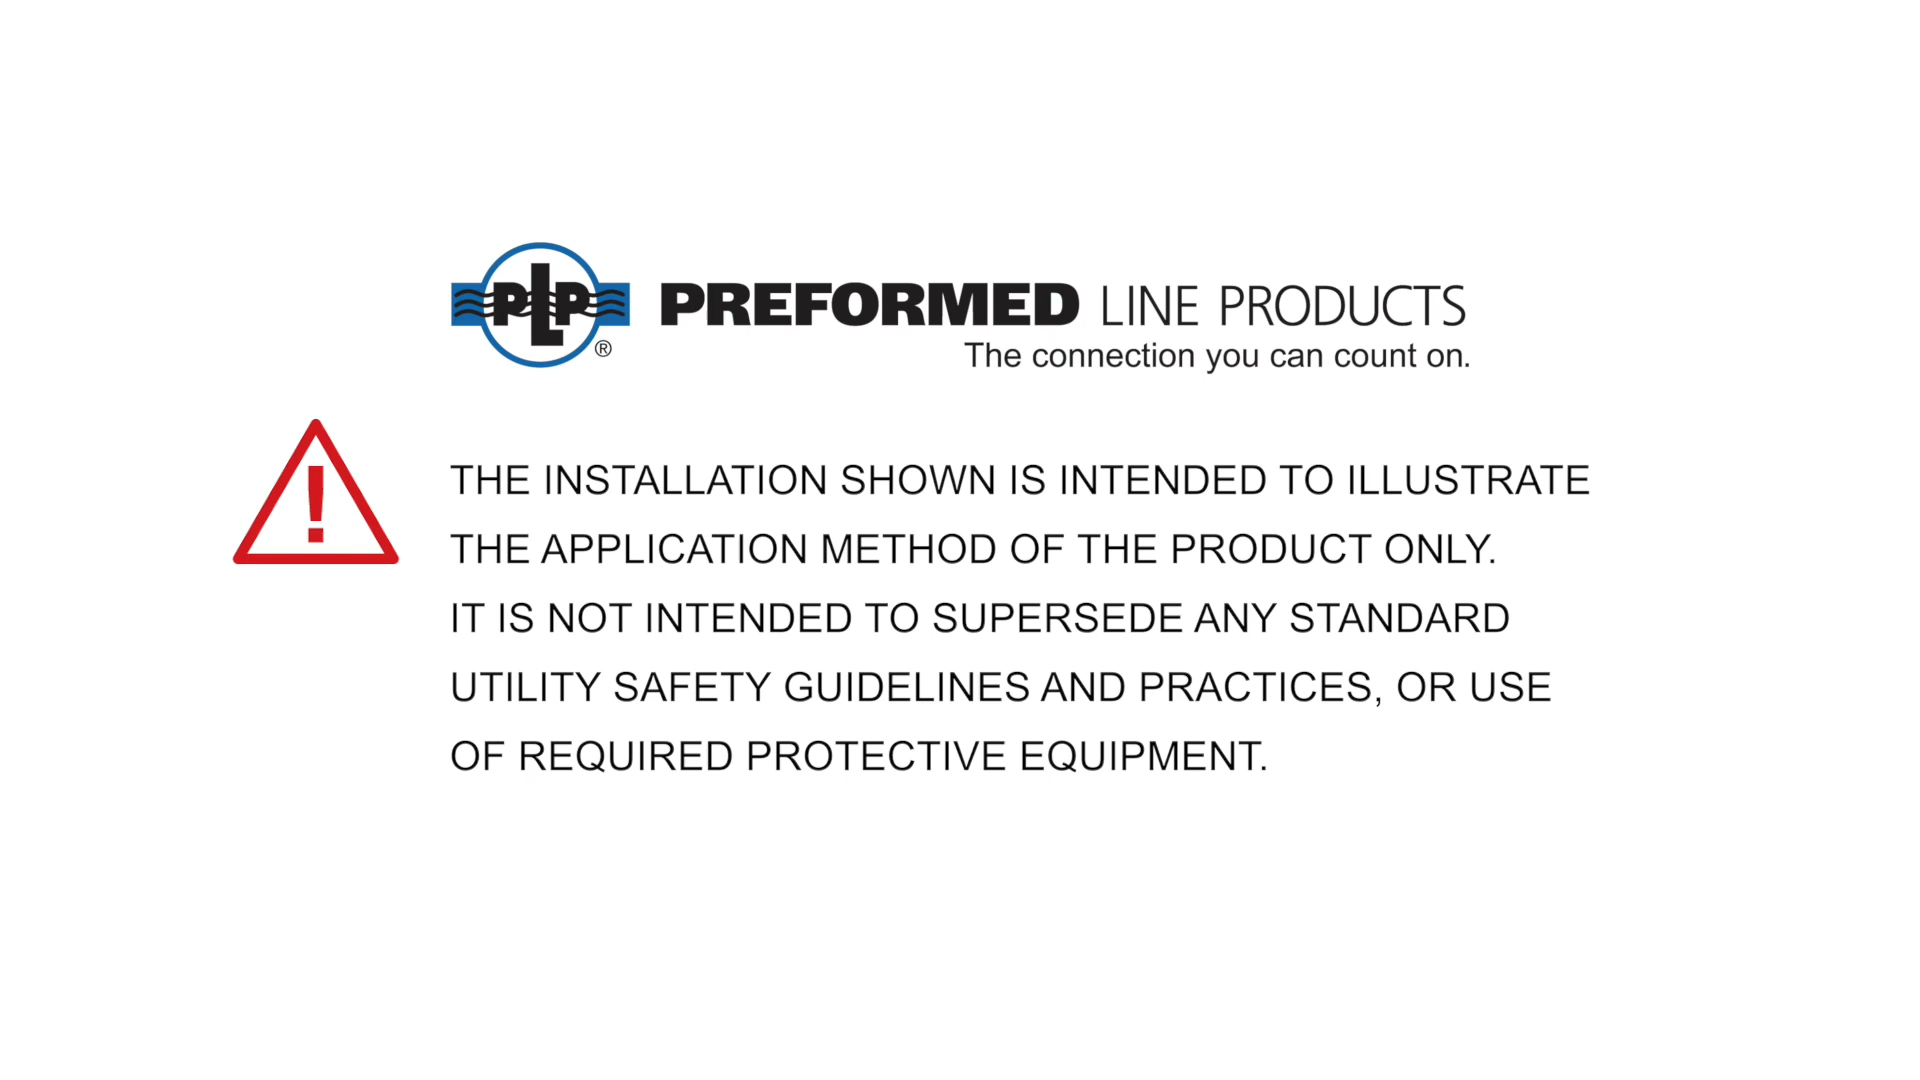 PLP®
PREFORMED LINE PRODUCTS
The connection you can count on.
!
THE INSTALLATION SHOWN IS INTENDED TO ILLUSTRATE
THE APPLICATION METHOD OF THE PRODUCT ONLY.
IT IS NOT INTENDED TO SUPERSEDE ANY STANDARD
UTILITY SAFETY GUIDELINES AND PRACTICES, OR USE
OF REQUIRED PROTECTIVE EQUIPMENT.